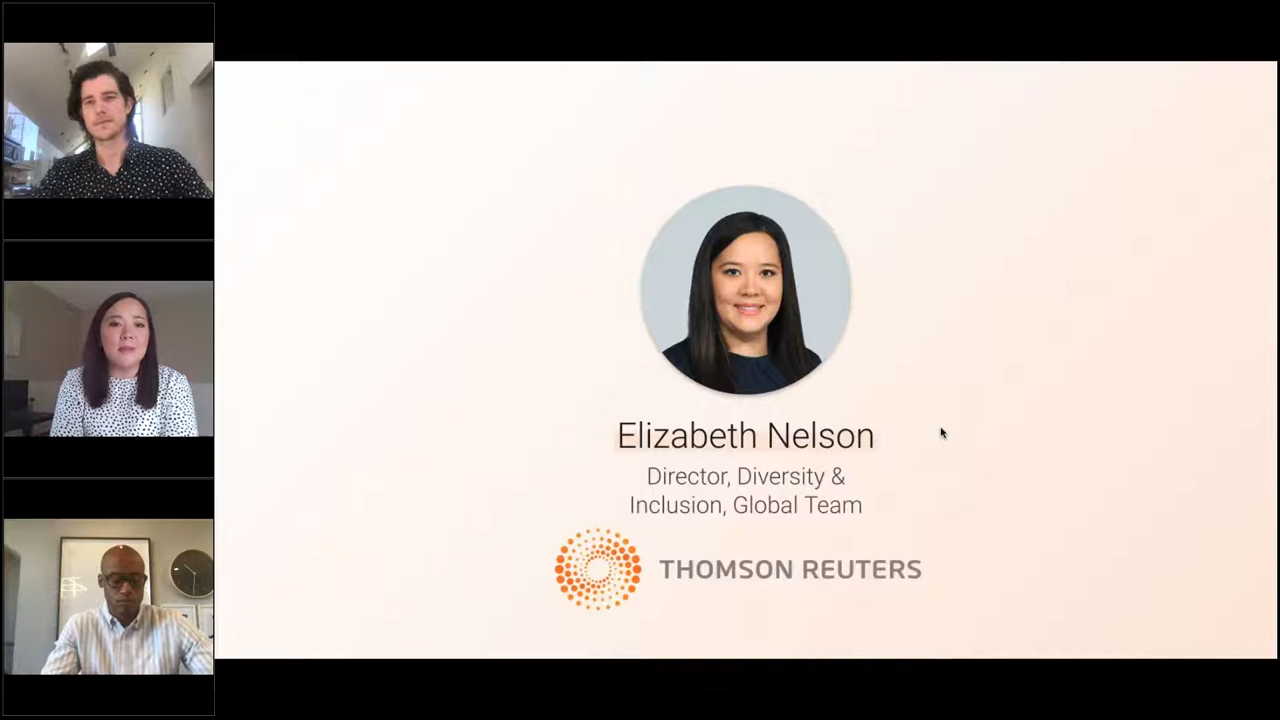 Elizabeth Nelson
Director, Diversity &
Inclusion, Global Team
THOMSON REUTERS